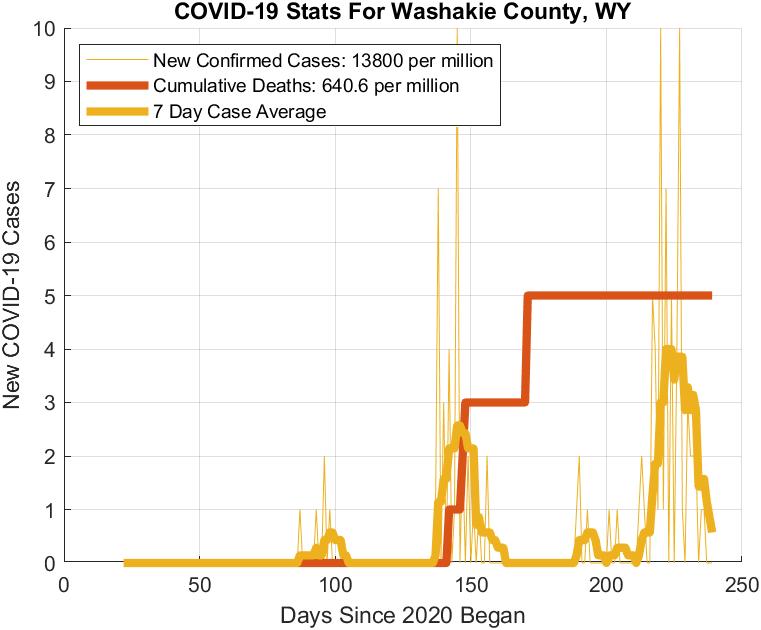 COVID-19 Stats For Washakie County, WY
New Confirmed Cases: 13800 per million
Cumulative Deaths: 640.6 per million
7 Day Case Average
New COVID-19 Cases
10
9
8
7
6
5
4
3
2
1
0
0 50 100 150 200 250
Days Since 2020 Began